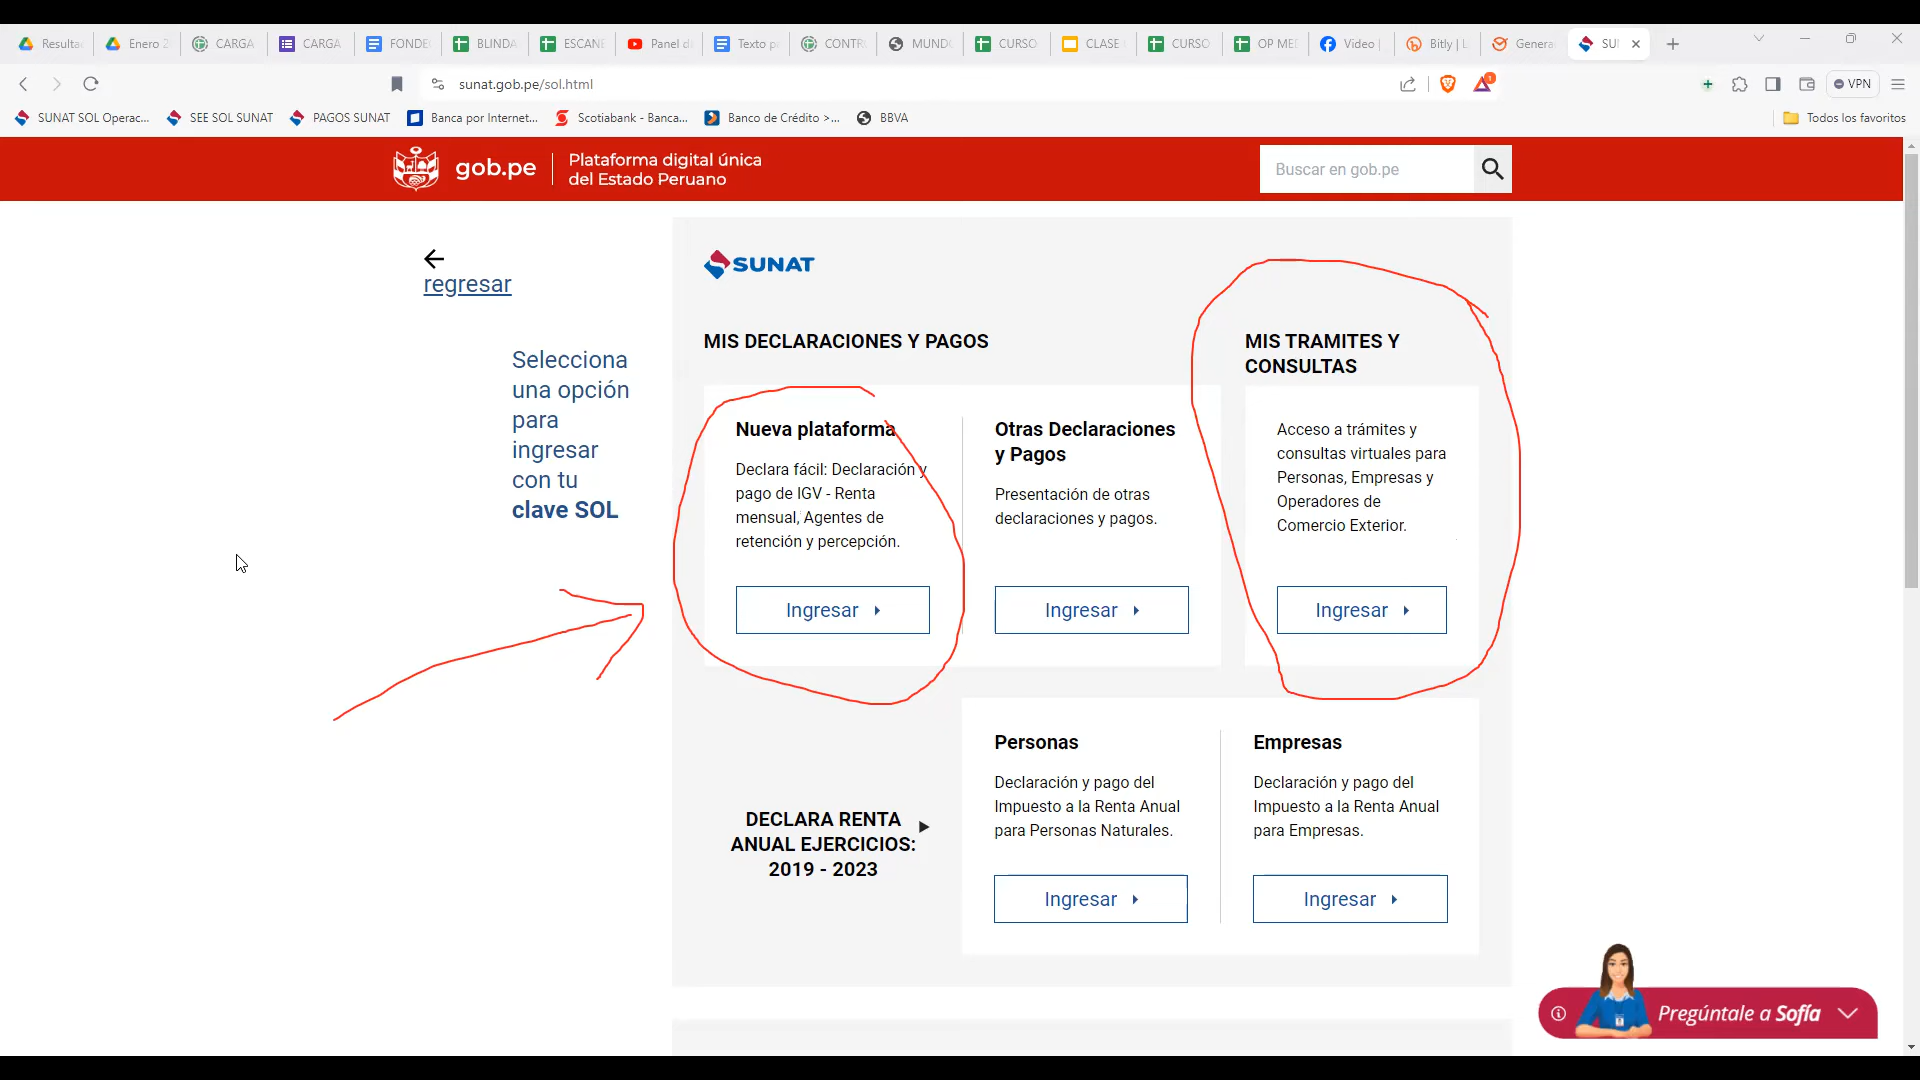 Resulta
Enero 2
CARGA
CARGA
FONDE
BLINDA
ESCANE
Panel d
Texto p
CONTR
MUND
CURSO
CLASE
CURSO
OP ME
Video |
Bitly | L
Genera
SU
sunat.gob.pe/sol.html
1
VPN
SUNAT SOL Operac...
SEE SOL SUNAT
PAGOS SUNAT
Banca por Internet...
Scotiabank - Banca...
Banco de Crédito >...
BBVA
Todos los favoritos
gob.pe
Plataforma digital única
del Estado Peruano
Buscar en gob.pe
regresar
Selecciona
una opción
para
ingresar
con tu
clave SOL
SUNAT
MIS DECLARACIONES Y PAGOS
Nueva plataforma
Declara fácil: Declaración y
pago de IGV - Renta
mensual, Agentes de
retención y percepción.
Ingresar
Otras Declaraciones
y Pagos
Presentación de otras
declaraciones y pagos.
Ingresar
MIS TRAMITES Y
CONSULTAS
Acceso a trámites y
consultas virtuales para
Personas, Empresas y
Operadores de
Comercio Exterior.
Ingresar
DECLARA RENTA
ANUAL EJERCICIOS:
2019 - 2023
Personas
Declaración y pago del
Impuesto a la Renta Anual
para Personas Naturales.
Ingresar
Empresas
Declaración y pago del
Impuesto a la Renta Anual
para Empresas.
Ingresar
Pregúntale a Sofía